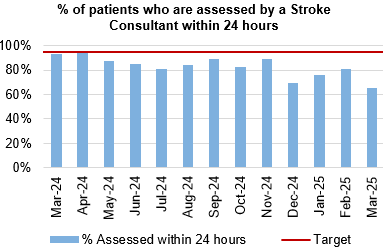 % of patients who are assessed by a Stroke
Consultant within 24 hours
100%
80%
60%
40%
20%
0%
Mar-24
Apr-24
May-24
Jun-24
Jul-24
Aug-24
Sep-24
Oct-24
Nov-24
Dec-24
Jan-25
Feb-25
Mar-25
% Assessed within 24 hours
Target